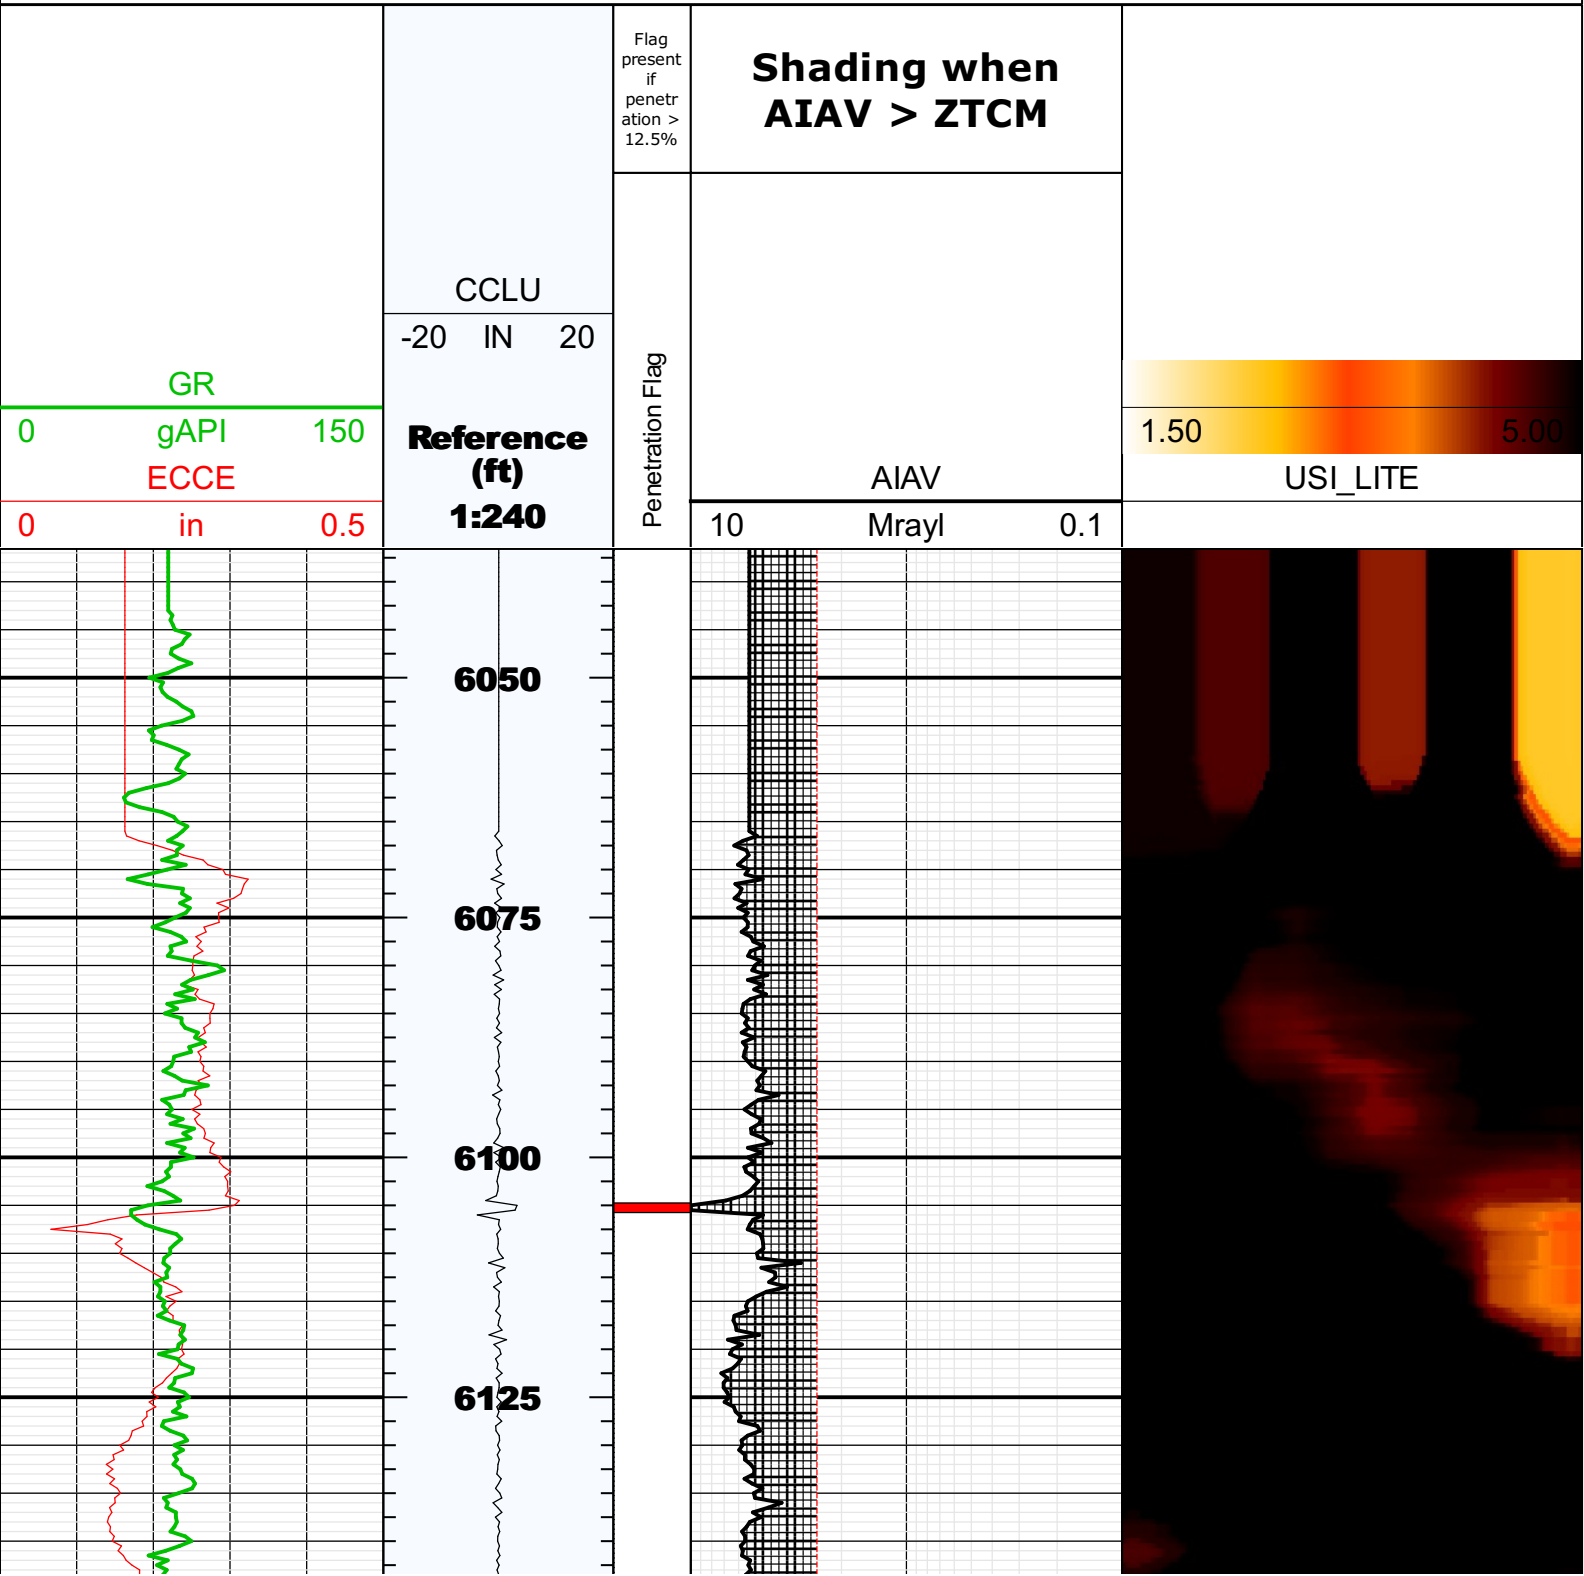 Flag
present
if
penetr
ation >
12.5%
Shading when
AIAV > ZTCM
CCLU
-20 IN 20
GR
0 gAPI 150
ECCE
0 in 0.5
Reference
(ft)
1:240
Penetration Flag
AIAV
10 Mrayl 0.1
1.50 5.00
USI_LITE
6050
6075
6100
6125